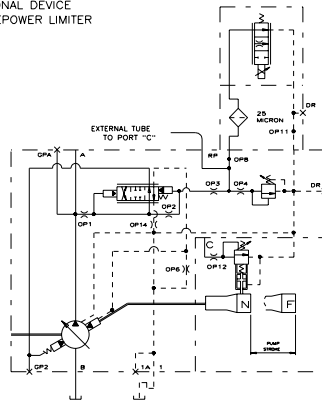 ONAL DEVICE
EPOWER LIMITER
DR
25
MICRON
OP11
EXTERNAL TUBE
TO PORT "C"
RP
OP8
GPA
A
OP3
OP4
DR
OP2
OP1
OP14
C
OP6
OP12
N
F
PUMP
STROKE
GP2
B
1A
1